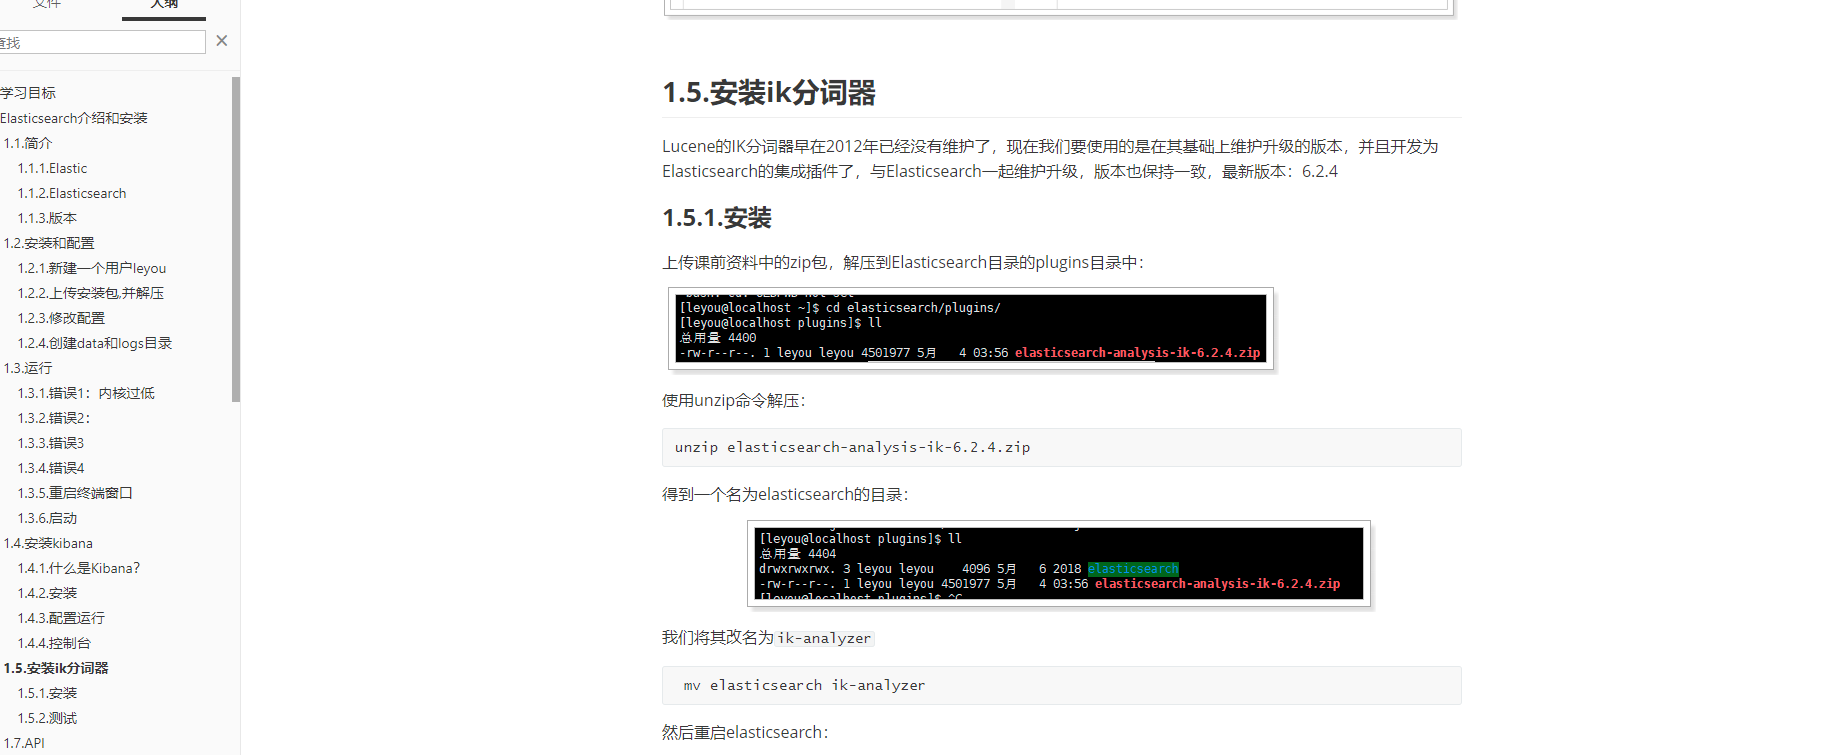 文件
大纲
查找
×
学习目标
Elasticsearch介绍和安装
1.1.简介
1.1.1.Elastic
1.1.2.Elasticsearch
1.1.3.版本
1.2.安装和配置
1.2.1.新建一个用户leyou
1.2.2.上传安装包,并解压
1.2.3.修改配置
1.2.4.创建data和logs目录
1.3.运行
1.3.1.错误1：内核过低
1.3.2.错误2：
1.3.3.错误3
1.3.4.错误4
1.3.5.重启终端窗口
1.3.6.启动
1.4.安装kibana
1.4.1.什么是Kibana？
1.4.2.安装
1.4.3.配置运行
1.4.4.控制台
1.5.安装ik分词器
1.5.1.安装
1.5.2.测试
1.7.API
1.5.安装ik分词器
Lucene的IK分词器早在2012年已经没有维护了，现在我们要使用的是在其基础上维护升级的版本，并且开发为
Elasticsearch的集成插件了，与Elasticsearch一起维护升级，版本也保持一致，最新版本：6.2.4
1.5.1.安装
上传课前资料中的zip包，解压到Elasticsearch目录的plugins目录中：
-bash: cd: OLDPWD not set
[leyou@localhost ~]$ cd elasticsearch/plugins/
[leyou@localhost plugins]$ ll
总用量 4400
-rw-r--r--. 1 leyou leyou 4501977 5月 4 03:56 elasticsearch-analysis-ik-6.2.4.zip
使用unzip命令解压：
unzip elasticsearch-analysis-ik-6.2.4.zip
得到一个名为elasticsearch的目录：
[leyou@localhost plugins]$ ll
总用量 4404
drwxrwxrwx. 3 leyou leyou 4096 5月 6 2018 elasticsearch
-rw-r--r--. 1 leyou leyou 4501977 5月 4 03:56 elasticsearch-analysis-ik-6.2.4.zip
[leyou@localhost plugins]$ ^C
我们将其改名为 ik-analyzer
mv elasticsearch ik-analyzer
然后重启elasticsearch：